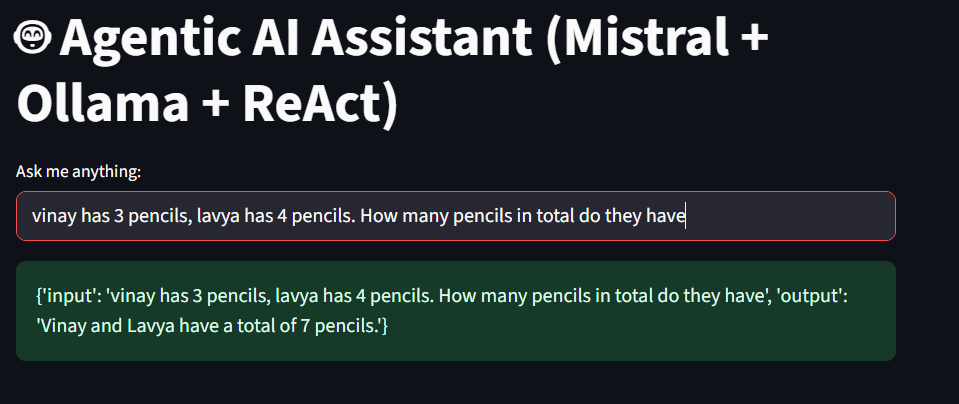 Agentic AI Assistant (Mistral +
Ollama + ReAct)
Ask me anything:
vinay has 3 pencils, lavya has 4 pencils. How many pencils in total do they have
{'input': 'vinay has 3 pencils, lavya has 4 pencils. How many pencils in total do they have', 'output':
'Vinay and Lavya have a total of 7 pencils.'}